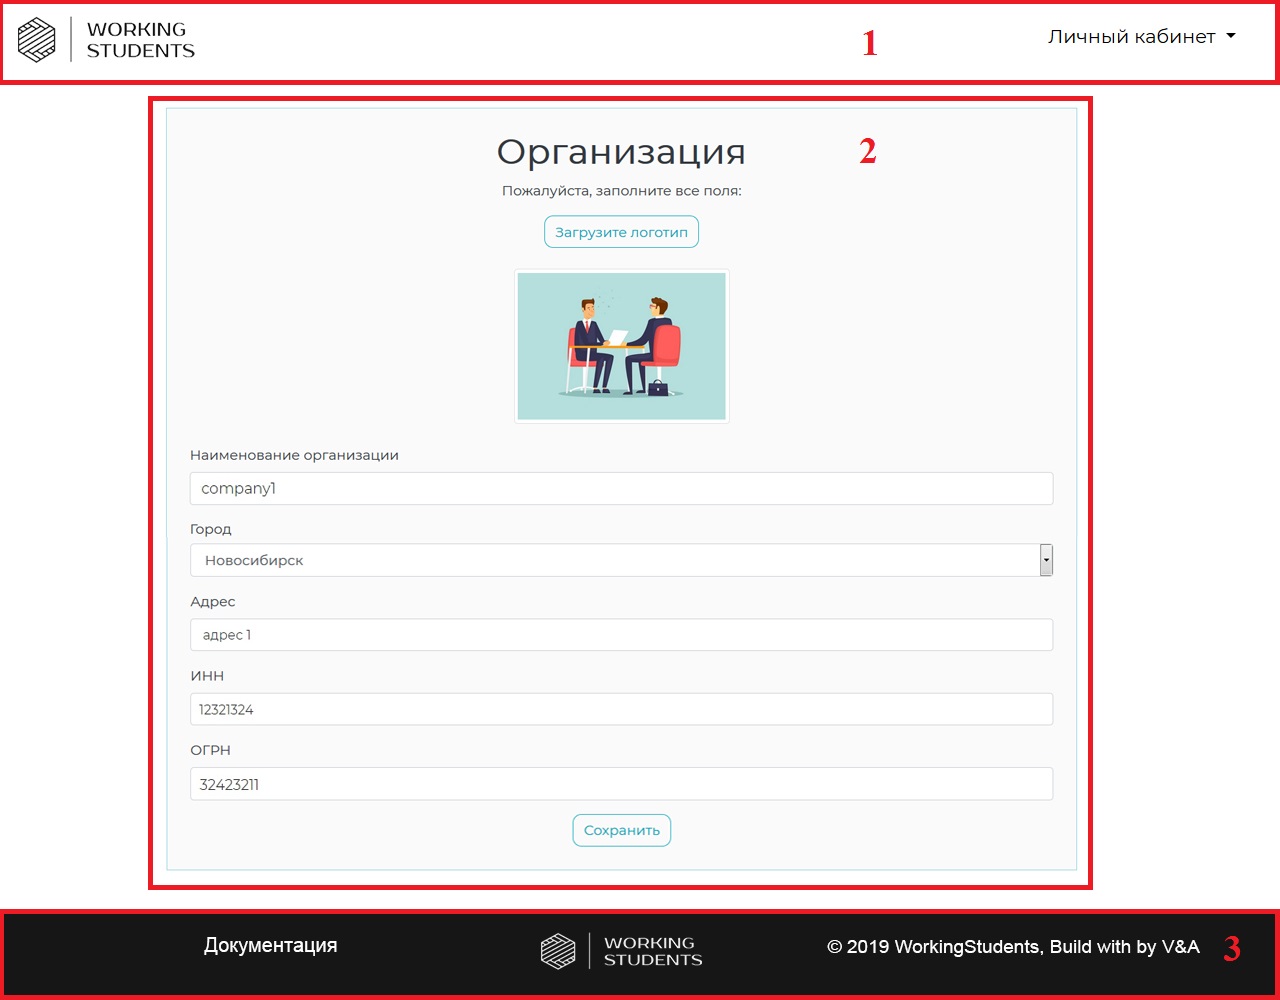 WORKING
STUDENTS
1
Личный кабинет
Организация
2
Пожалуйста, заполните все поля:
Загрузите логотип
Наименование организации
company1
Город
Новосибирск
Адрес
адрес 1
ИНН
12321324
ОГРН
32423211
Сохранить
Документация
WORKING
STUDENTS
© 2019 WorkingStudents, Build with by V&A
3